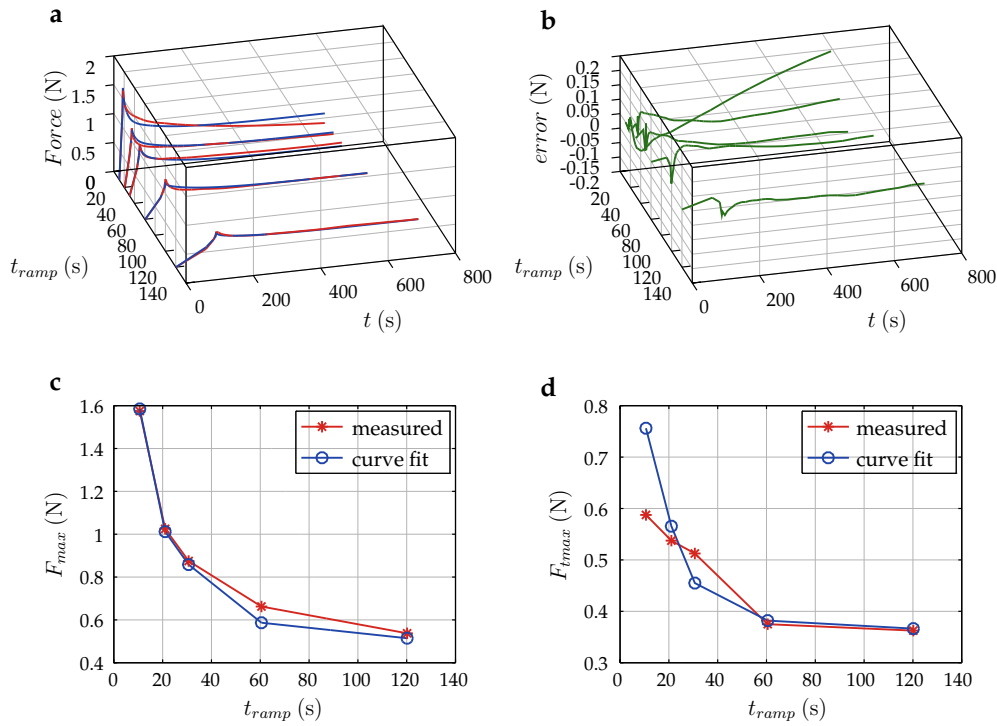 a
Force (N)
2
1.5
1
0.5
0
20
40
60
80
100
120
140
t_ramp (s)
0
200
400
600
800
t (s)
b
error (N)
0.2
0.15
0.1
0.05
0
-0.05
-0.1
-0.15
-0.2
20
40
60
80
100
120
140
t_ramp (s)
0
200
400
600
800
t (s)
c
F_max (N)
1.6
1.4
1.2
1
0.8
0.6
0.4
0 20 40 60 80 100 120 140
t_ramp (s)
measured
curve fit
d
F_tmax (N)
0.8
0.7
0.6
0.5
0.4
0.3
0 20 40 60 80 100 120 140
t_ramp (s)
measured
curve fit